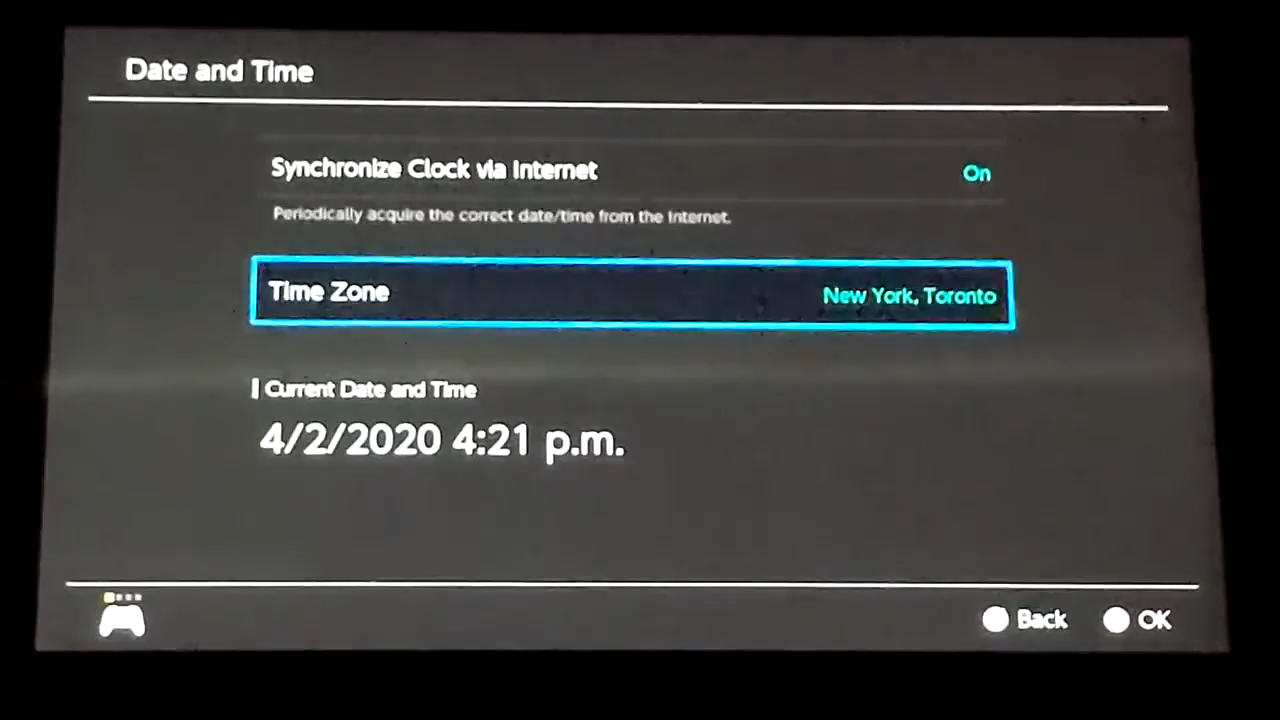 Date and Time
Synchronize Clock via Internet On
Periodically acquire the correct date/time from the Internet.
Time Zone New York, Toronto
Current Date and Time
4/2/2020 4:21 p.m.
Back OK